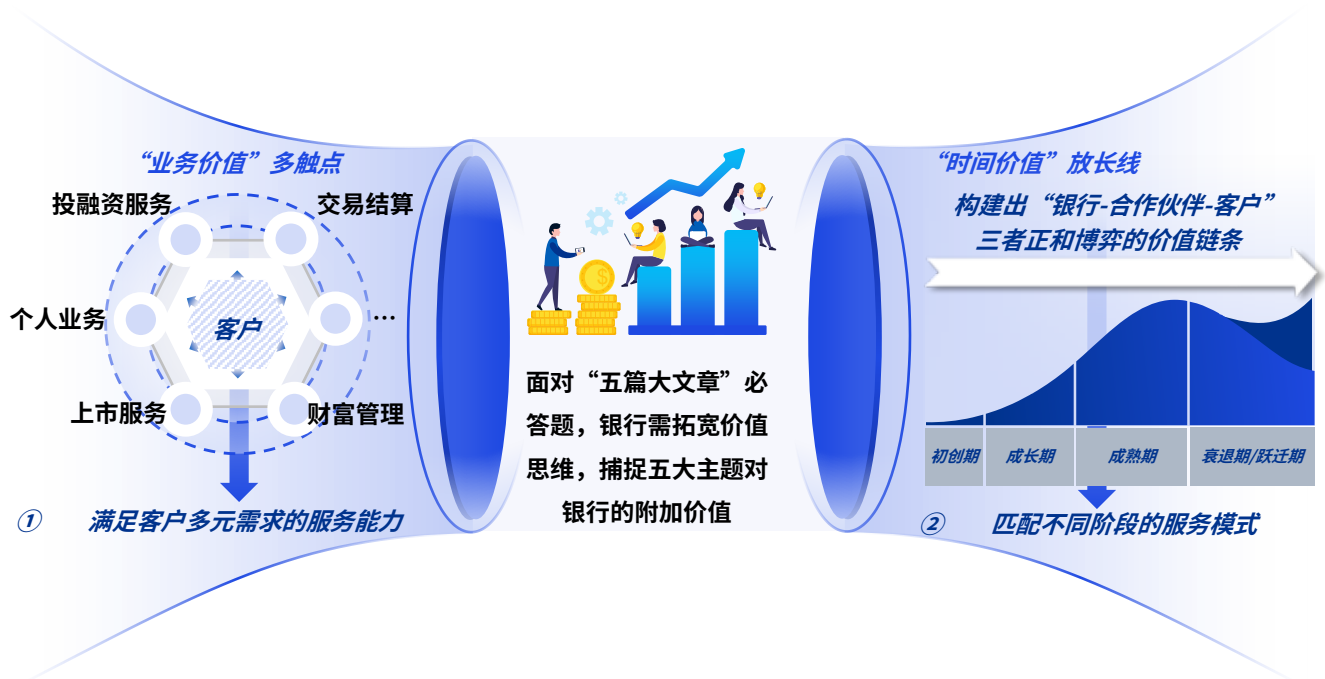 “业务价值”多触点
投融资服务
交易结算
个人业务
客户
…
上市服务
财富管理
① 满足客户多元需求的服务能力
$
面对“五篇大文章”必
答题，银行需拓宽价值
思维，捕捉五大主题对
银行的附加价值
“时间价值”放长线
构建出“银行-合作伙伴-客户”
三者正和博弈的价值链条
初创期
成长期
成熟期
衰退期/跃迁期
② 匹配不同阶段的服务模式